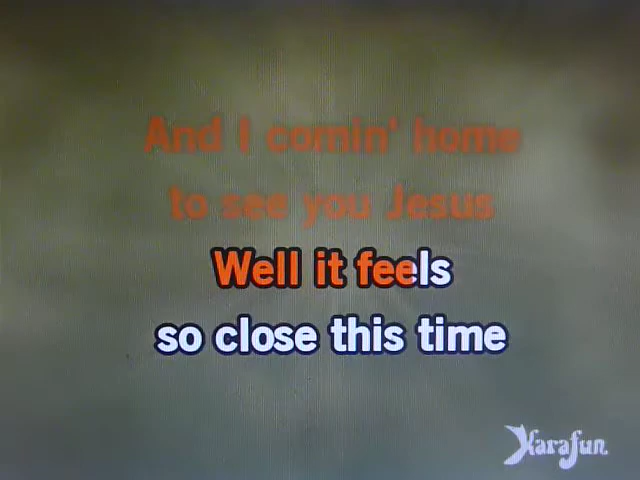 And I comin' home
to see you Jesus
Well it feels
so close this time
Karafun